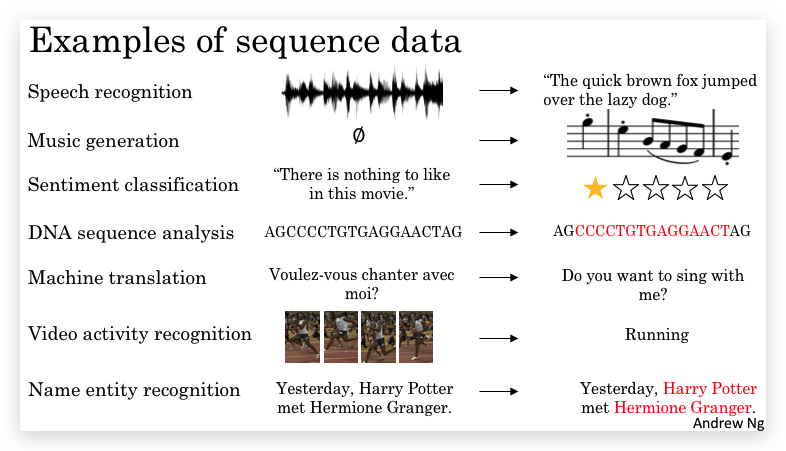 Examples of sequence data
Speech recognition
“The quick brown fox jumped
over the lazy dog.”
Music generation
∅
Sentiment classification
“There is nothing to like
in this movie.”
DNA sequence analysis
AGCCCCTGTGAGGAACTAG
AGCCCCTGTGAGGAACTAG
Machine translation
Voulez-vous chanter avec
moi?
Do you want to sing with
me?
Video activity recognition
Running
Name entity recognition
Yesterday, Harry Potter
met Hermione Granger.
Yesterday, Harry Potter
met Hermione Granger.
Andrew Ng